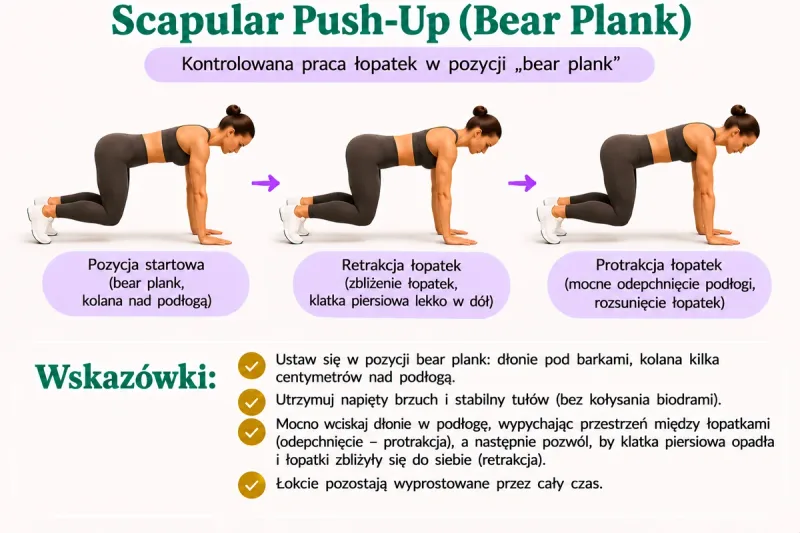 Scapular Push-Up (Bear Plank)
Kontrolowana praca łopatek w pozycji „bear plank”
Pozycja startowa
(bear plank,
kolana nad podłogą)
Retrakcja łopatek
(zbliżenie łopatek,
klatka piersiowa lekko w dół)
Protrakcja łopatek
(mocne odepchnięcie podłogi,
rozsunięcie łopatek)
Wskazówki:
Ustaw się w pozycji bear plank: dłonie pod barkami, kolana kilka
centymetrów nad podłogą.
Utrzymuj napięty brzuch i stabilny tułów (bez kołysania biodrami).
Mocno wciskaj dłonie w podłogę, wypychając przestrzeń między łopatkami
(odepchnięcie – protrakcja), a następnie pozwól, by klatka piersiowa opadła
i łopatki zbliżyły się do siebie (retrakcja).
Łokcie pozostają wyprostowane przez cały czas.